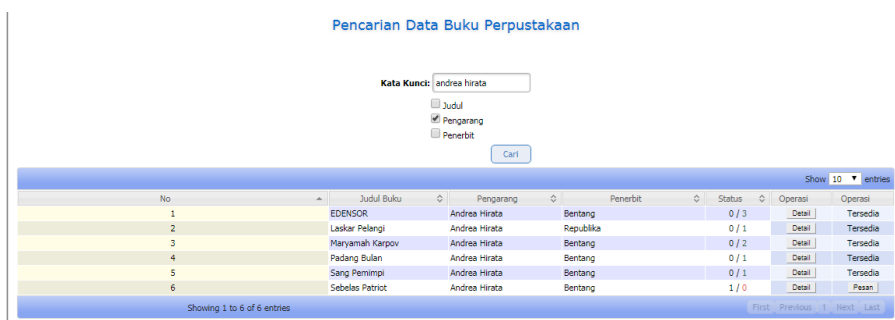 Pencarian Data Buku Perpustakaan
Kata Kunci: andrea hirata
Judul
Pengarang
Penerbit
Cari
Show 10 entries
No Judul Buku Pengarang Penerbit Status Operasi Operasi
1 EDENSOR Andrea Hirata Bentang 0 / 3 Detail Tersedia
2 Laskar Pelangi Andrea Hirata Republika 0 / 1 Detail Tersedia
3 Maryamah Karpov Andrea Hirata Bentang 0 / 2 Detail Tersedia
4 Padang Bulan Andrea Hirata Bentang 0 / 1 Detail Tersedia
5 Sang Pemimpi Andrea Hirata Bentang 0 / 1 Detail Tersedia
6 Sebelas Patriot Andrea Hirata Bentang 1 / 0 Detail Pesan
Showing 1 to 6 of 6 entries First Previous 1 Next Last